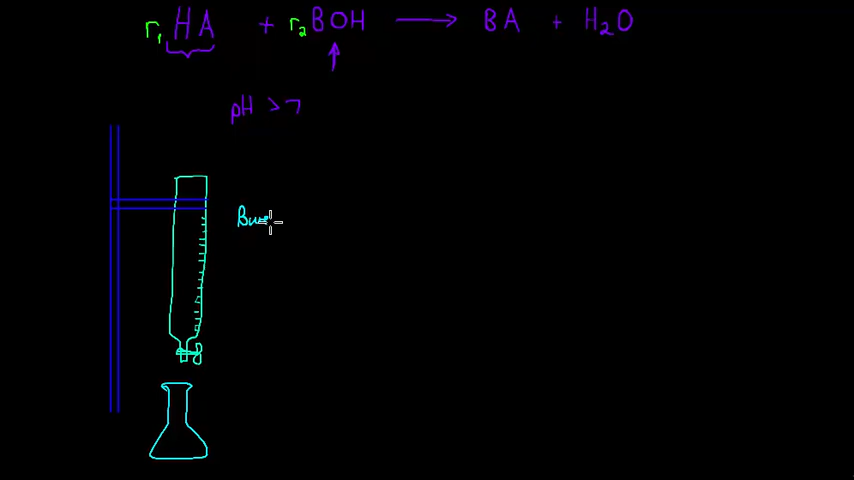 r₁ HA + r₂ BOH ⟶ BA + H₂O
pH > 7